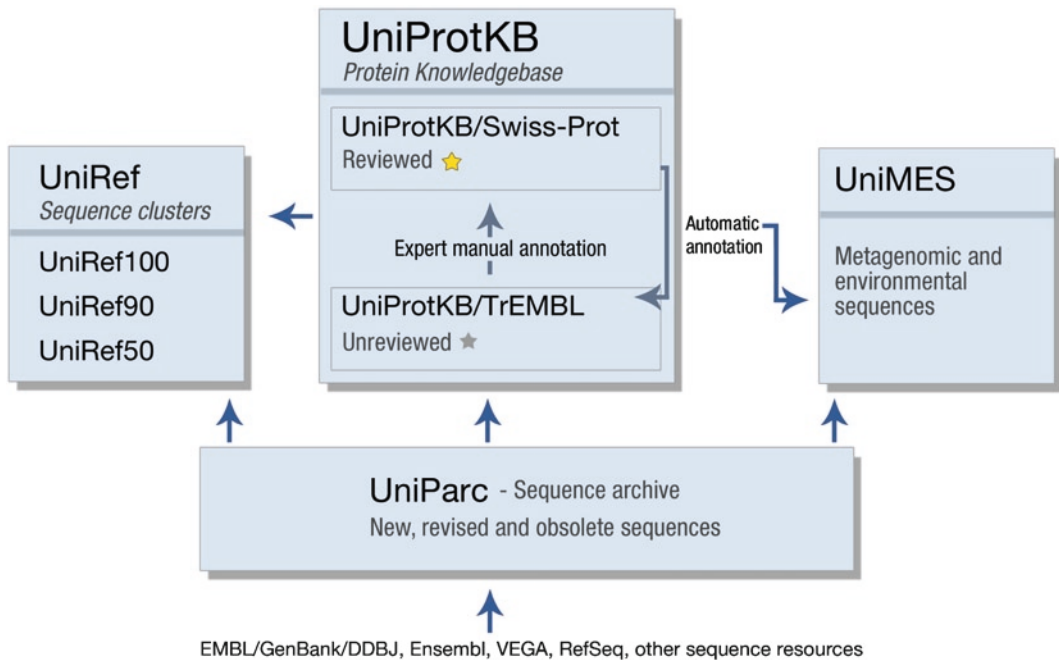 UniProtKB
Protein Knowledgebase
UniProtKB/Swiss-Prot
Reviewed
Expert manual annotation
UniProtKB/TrEMBL
Unreviewed
UniRef
Sequence clusters
UniRef100
UniRef90
UniRef50
Automatic
annotation
UniMES
Metagenomic and
environmental
sequences
UniParc - Sequence archive
New, revised and obsolete sequences
EMBL/GenBank/DDBJ, Ensembl, VEGA, RefSeq, other sequence resources